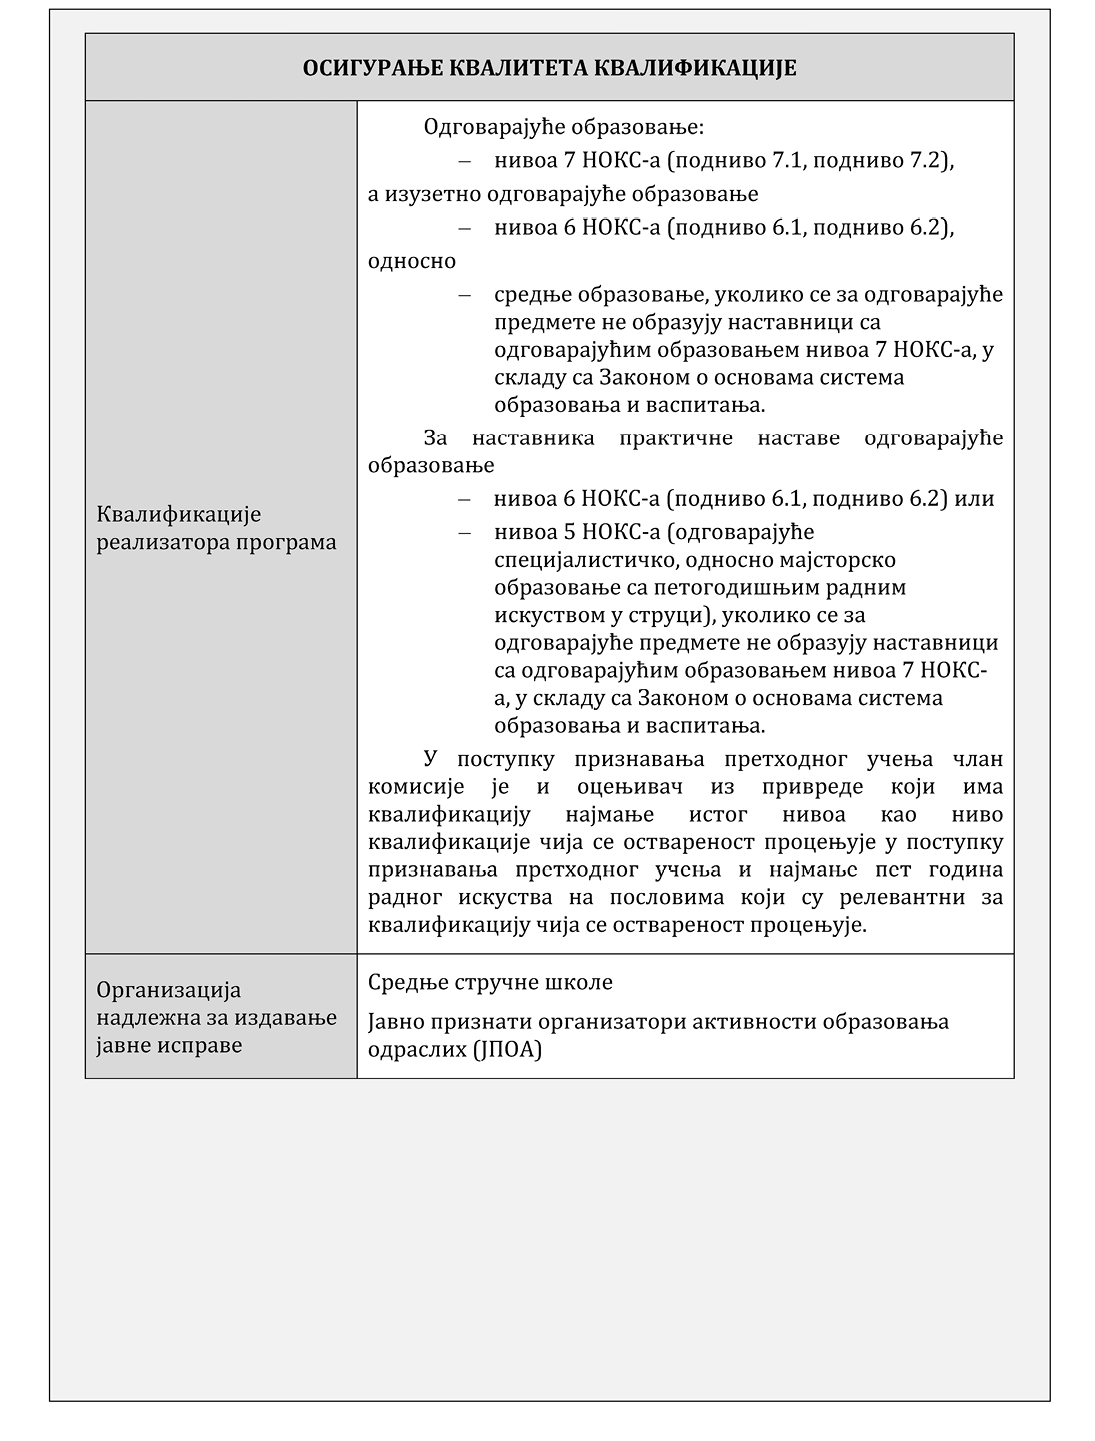 ОСИГУРАЊЕ КВАЛИТЕТА КВАЛИФИКАЦИЈЕ
Квалификације
реализатора програма
Одговарајуће образовање:
– нивоа 7 НОКС-а (подниво 7.1, подниво 7.2),
а изузетно одговарајуће образовање
– нивоа 6 НОКС-а (подниво 6.1, подниво 6.2),
односно
– средње образовање, уколико се за одговарајуће
предмете не образују наставници са
одговарајућим образовањем нивоа 7 НОКС-а, у
складу са Законом о основама система
образовања и васпитања.
За наставника практичне наставе одговарајуће
образовање
– нивоа 6 НОКС-а (подниво 6.1, подниво 6.2) или
– нивоа 5 НОКС-а (одговарајуће
специјалистичко, односно мајсторско
образовање са петогодишњим радним
искуством у струци), уколико се за
одговарајуће предмете не образују наставници
са одговарајућим образовањем нивоа 7 НОКС-
а, у складу са Законом о основама система
образовања и васпитања.
У поступку признавања претходног учења члан
комисије је и оцењивач из привреде који има
квалификацију најмање истог нивоа као ниво
квалификације чија се оствареност процењује у поступку
признавања претходног учења и најмање пет година
радног искуства на пословима који су релевантни за
квалификацију чија се оствареност процењује.
Организација
надлежна за издавање
јавне исправе
Средње стручне школе
Јавно признати организатори активности образовања
одраслих (ЈПОА)